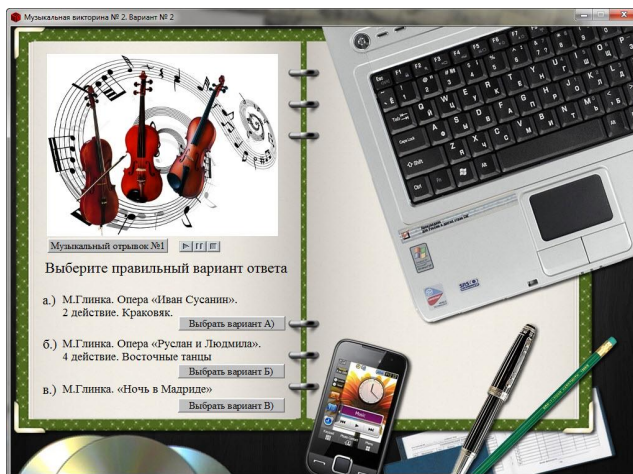 Музыкальная викторина № 2. Вариант № 2
Музыкальный отрывок №1
Выберите правильный вариант ответа
а.) М.Глинка. Опера «Иван Сусанин».
2 действие. Краковяк.
Выбрать вариант А)
б.) М.Глинка. Опера «Руслан и Людмила».
4 действие. Восточные танцы
Выбрать вариант Б)
в.) М.Глинка. «Ночь в Мадриде»
Выбрать вариант В)